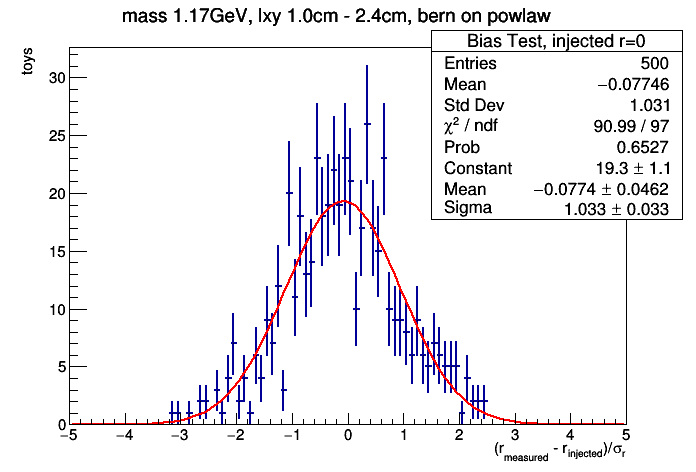 mass 1.17GeV, lxy 1.0cm - 2.4cm, bern on powlaw
Bias Test, injected r=0
Entries 500
Mean −0.07746
Std Dev 1.031
χ² / ndf 90.99 / 97
Prob 0.6527
Constant 19.3 ± 1.1
Mean −0.0774 ± 0.0462
Sigma 1.033 ± 0.033
toys
30
25
20
15
10
5
0
−5 −4 −3 −2 −1 0 1 2 3 4 5
(r_measured - r_injected)/σ_r